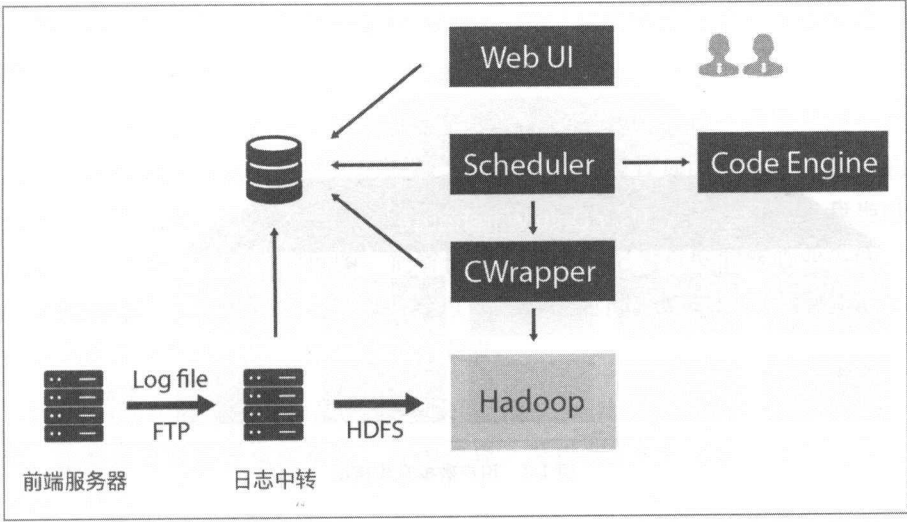 Web UI
Scheduler
Code Engine
CWrapper
Log file
FTP
HDFS
Hadoop
前端服务器
日志中转